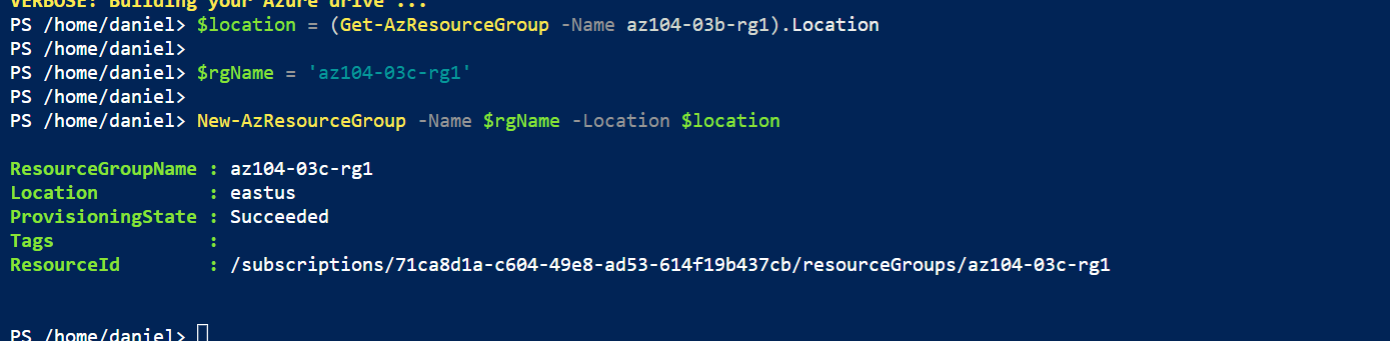 VERBOSE: Building your Azure drive ...
PS /home/daniel> $location = (Get-AzResourceGroup -Name az104-03b-rg1).Location
PS /home/daniel>
PS /home/daniel> $rgName = 'az104-03c-rg1'
PS /home/daniel>
PS /home/daniel> New-AzResourceGroup -Name $rgName -Location $location
ResourceGroupName : az104-03c-rg1
Location : eastus
ProvisioningState : Succeeded
Tags :
ResourceId : /subscriptions/71ca8d1a-c604-49e8-ad53-614f19b437cb/resourceGroups/az104-03c-rg1
PS /home/daniel>